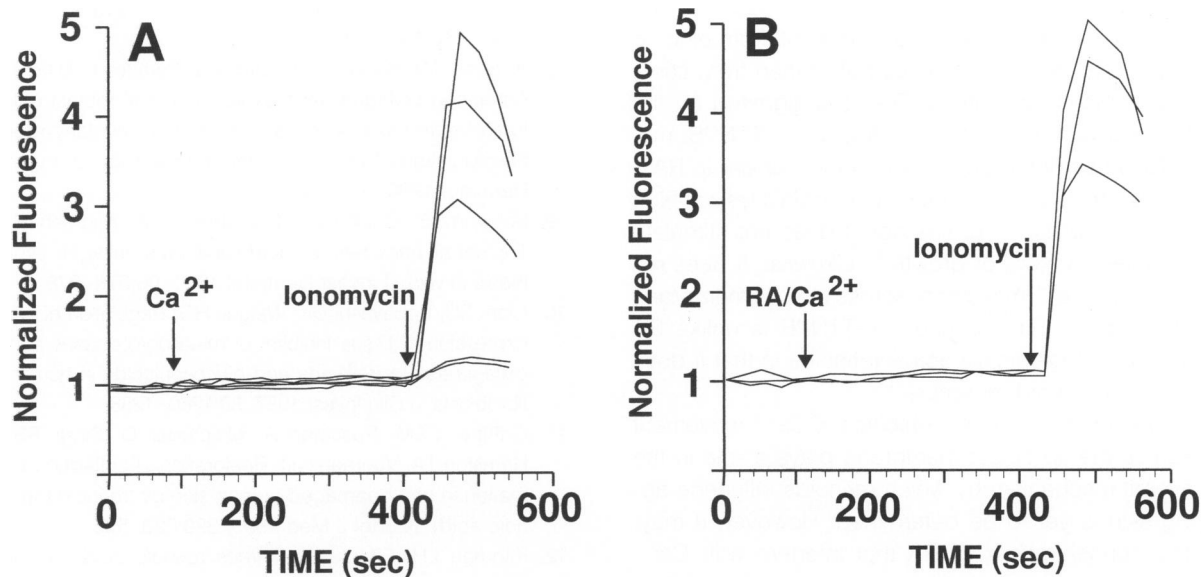 A
Normalized Fluorescence
5
4
3
2
1
Ca2+
Ionomycin
0
200
400
600
TIME (sec)
B
Normalized Fluorescence
5
4
3
2
1
RA/Ca2+
Ionomycin
0
200
400
600
TIME (sec)